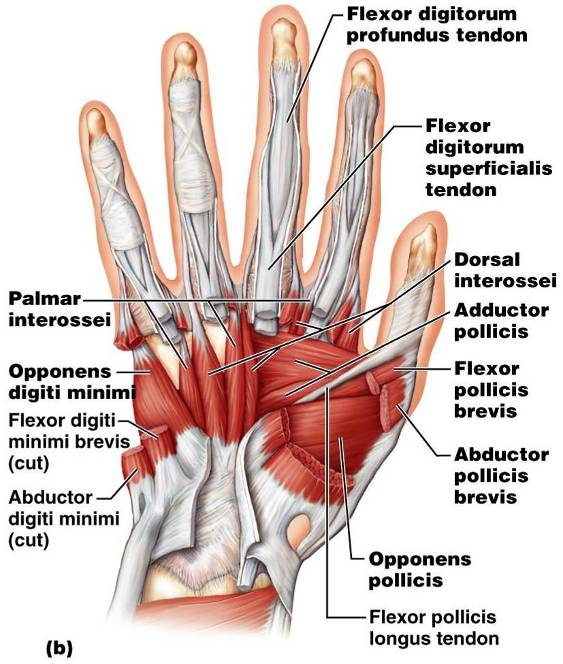 Flexor digitorum
profundus tendon
Flexor
digitorum
superficialis
tendon
Dorsal
interossei
Palmar
interossei
Adductor
pollicis
Opponens
digiti minimi
Flexor
pollicis
brevis
Flexor digiti
minimi brevis
(cut)
Abductor
pollicis
brevis
Abductor
digiti minimi
(cut)
Opponens
pollicis
Flexor pollicis
longus tendon
(b)